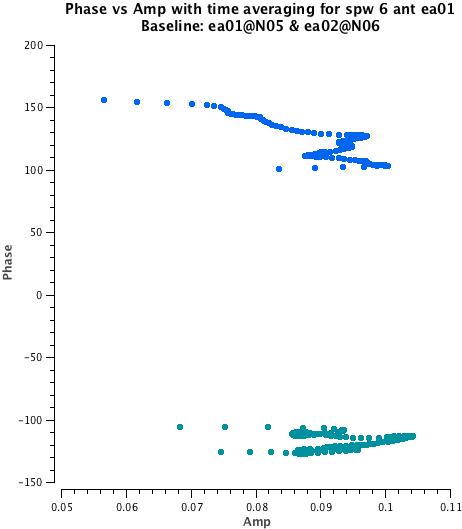 Phase vs Amp with time averaging for spw 6 ant ea01
Baseline: ea01@N05 & ea02@N06
200
150
100
50
0
−50
−100
−150
Phase
0.05 0.06 0.07 0.08 0.09 0.1 0.11
Amp